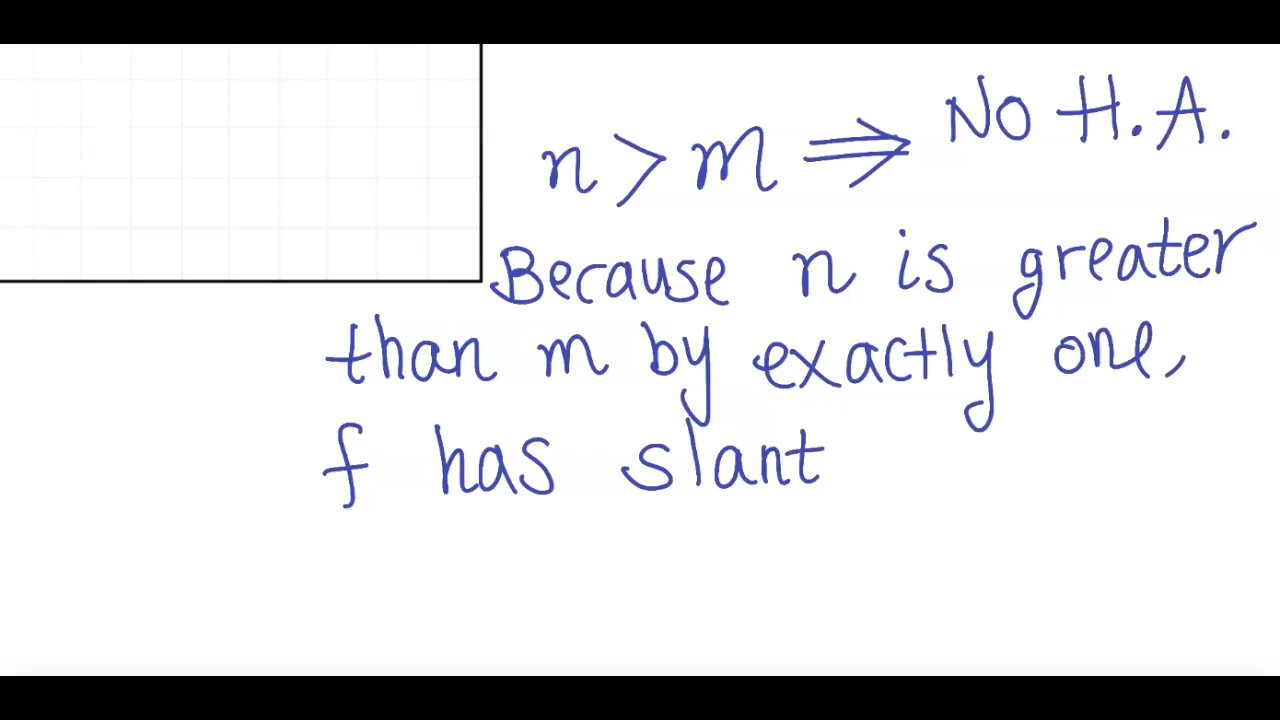 n > m ⇒ No H.A.
Because n is greater
than m by exactly one,
f has slant